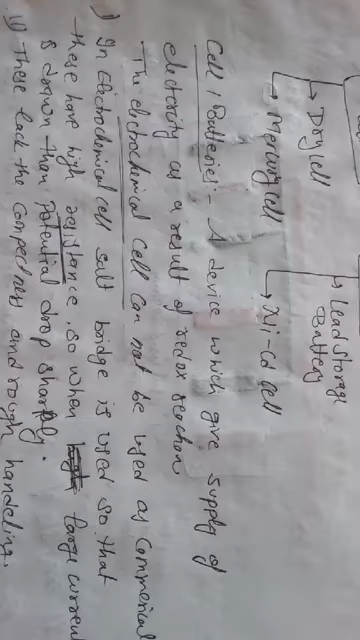 → Dry cell
→ Mercury cell
→ Lead storage
Battery
→ Ni-Cd cell
Cell / Batteries:- A device which give supply of
electricity as a result of redox reaction
The electrochemical cell can not be used as commercial
i) In Electrochemical cell salt bridge is used so that
these have high resistance, so when large current
is drawn than potential drop sharply.
ii) These lack the compectness and rough handeling.